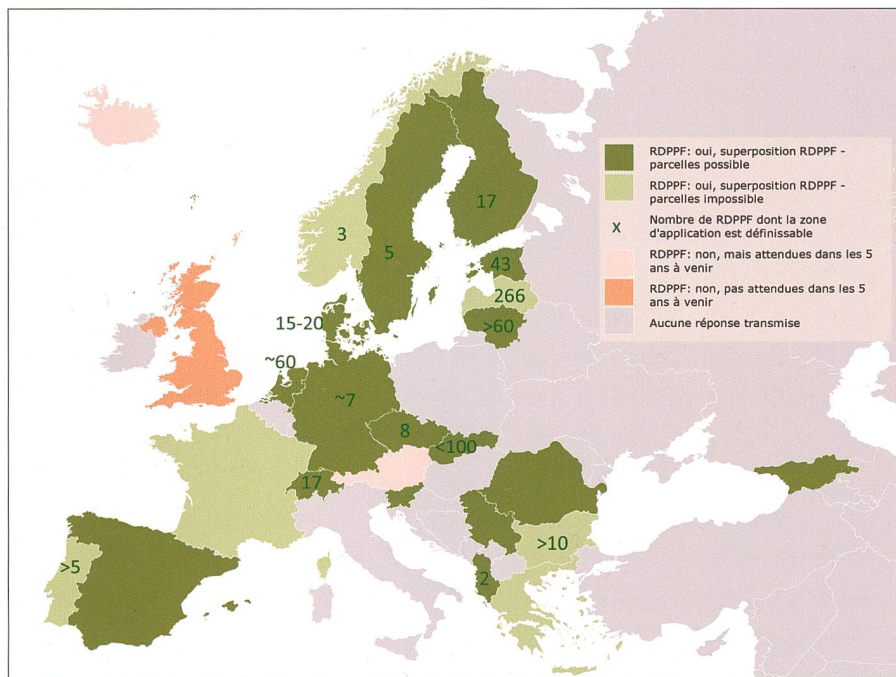 RDPPF: oui, superposition RDPPF -
parcelles possible
RDPPF: oui, superposition RDPPF -
parcelles impossible
X Nombre de RDPPF dont la zone
d'application est définissable
RDPPF: non, mais attendues dans les 5
ans à venir
RDPPF: non, pas attendues dans les 5
ans à venir
Aucune réponse transmise
17
3
5
43
266
>60
15-20
~60
~7
8
<100
17
>10
>5
2